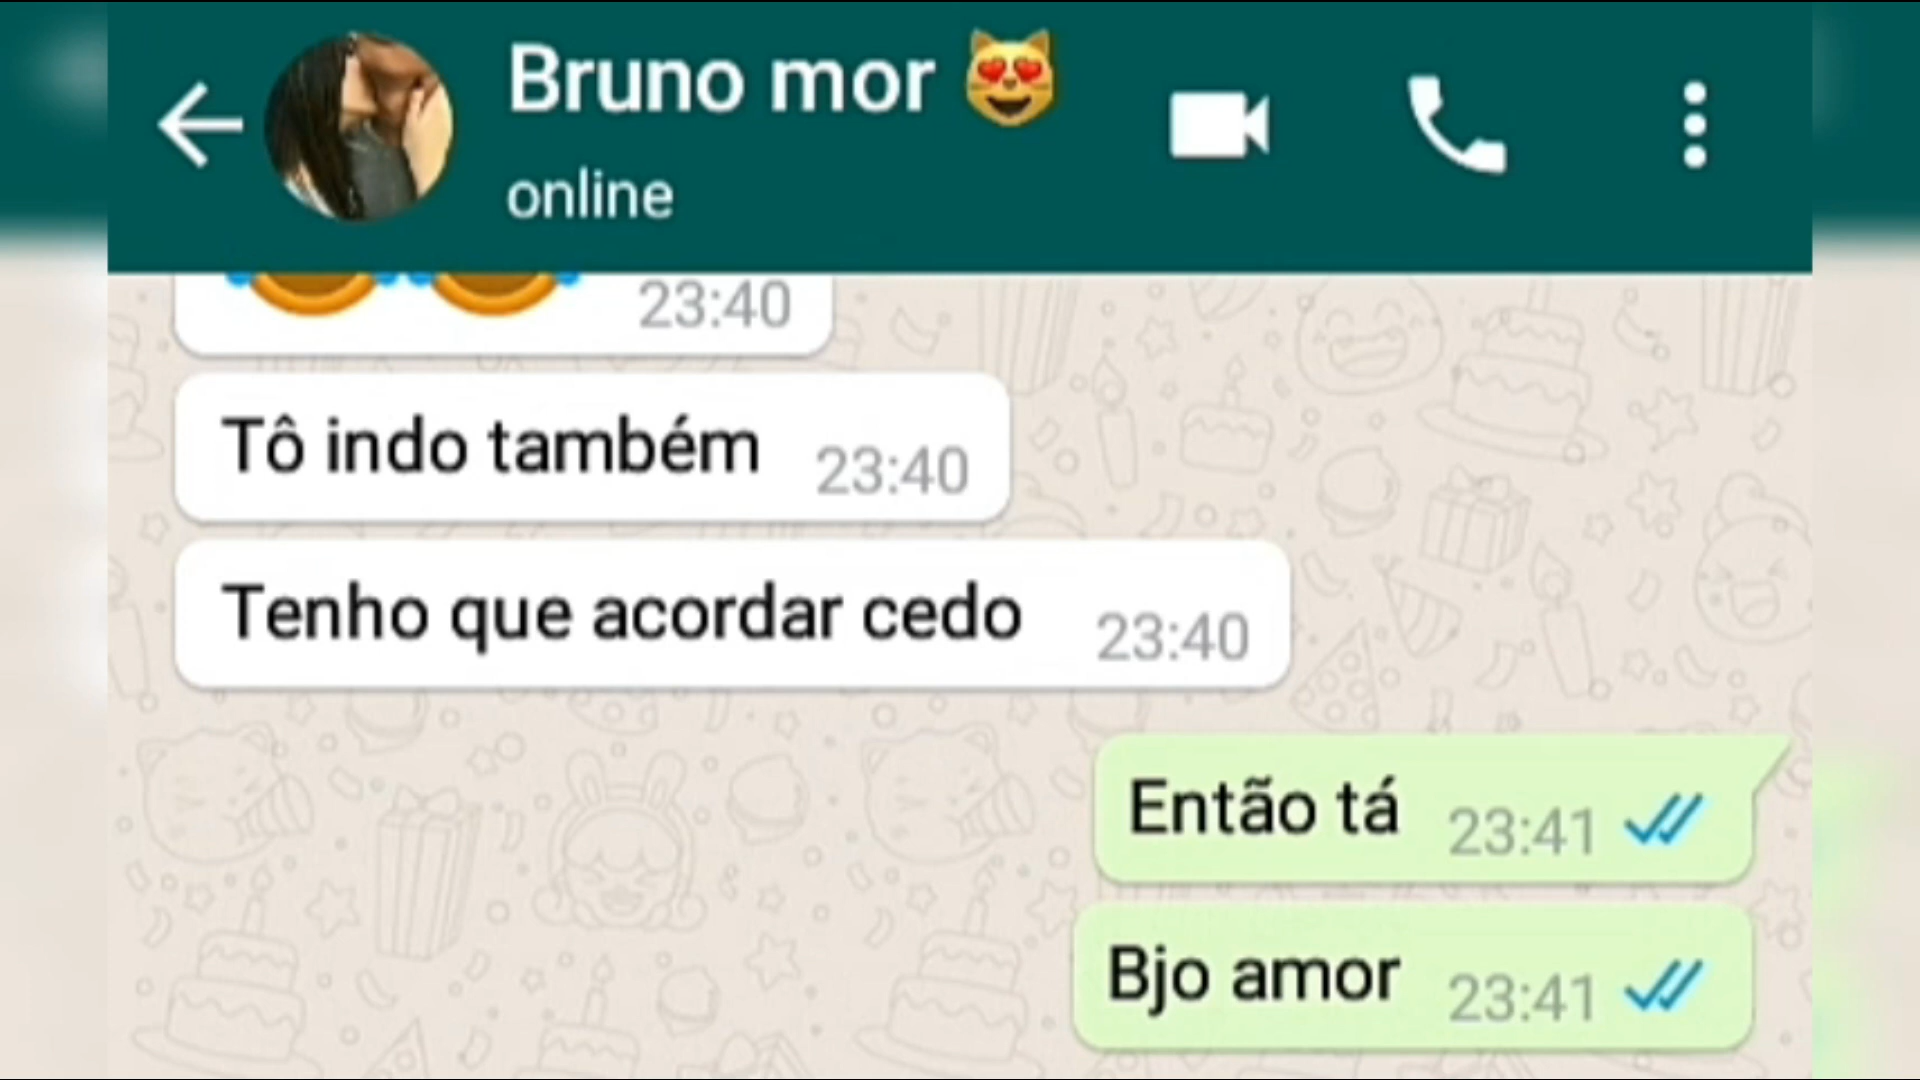 Bruno mor 😻
online
23:40
Tô indo também 23:40
Tenho que acordar cedo 23:40
Então tá 23:41
Bjo amor 23:41